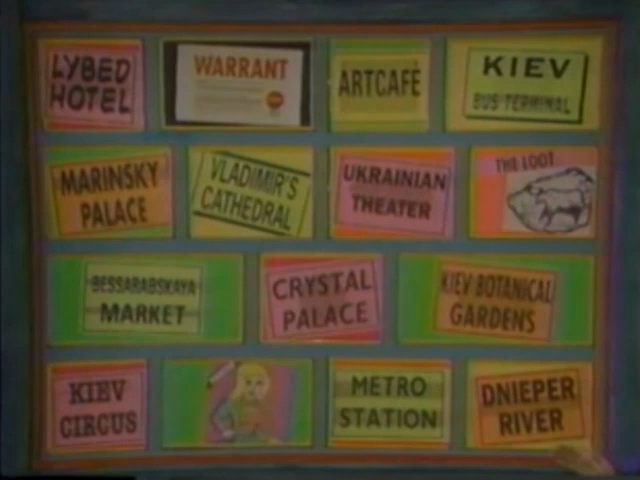 LYBED
HOTEL
WARRANT
ARTCAFE
KIEV
BUS TERMINAL
MARINSKY
PALACE
VLADIMIR'S
CATHEDRAL
UKRAINIAN
THEATER
THE LOOT
BESSARABSKAYA
MARKET
CRYSTAL
PALACE
KIEV BOTANICAL
GARDENS
KIEV
CIRCUS
METRO
STATION
DNIEPER
RIVER